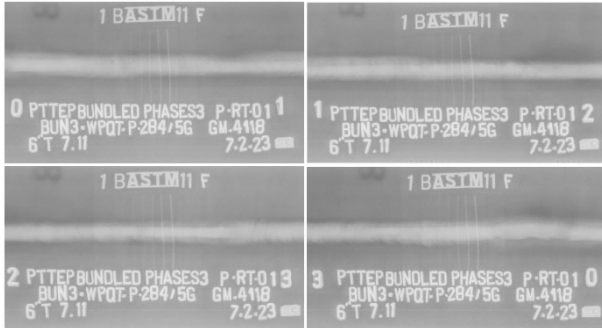 1 B ASTM 11 F
0 PTTEP BUNDLED PHASES3 P-RT-01 1
BUN3-WPQT-P-284/5G GM-4118
6"T 7.11 7-2-23
1 B ASTM 11 F
1 PTTEP BUNDLED PHASES3 P-RT-01 2
BUN3-WPQT-P-284/5G GM-4118
6"T 7.11 7-2-23
1 B ASTM 11 F
2 PTTEP BUNDLED PHASES3 P-RT-01 3
BUN3-WPQT-P-284/5G GM-4118
6"T 7.11 7-2-23
1 B ASTM 11 F
3 PTTEP BUNDLED PHASES3 P-RT-01 0
BUN3-WPQT-P-284/5G GM-4118
6"T 7.11 7-2-23